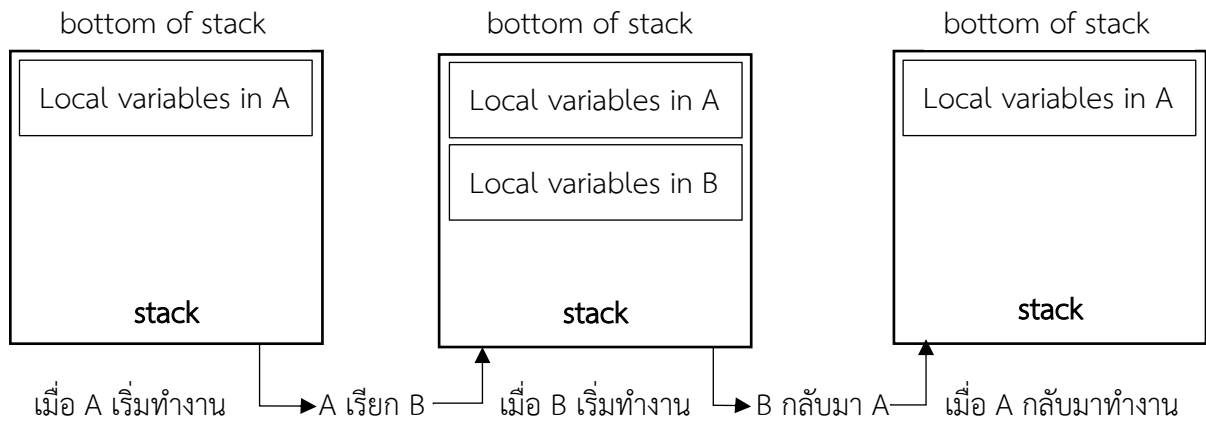 bottom of stack
bottom of stack
bottom of stack
Local variables in A
Local variables in A
Local variables in A
Local variables in B
stack
stack
stack
เมื่อ A เริ่มทำงาน
A เรียก B
เมื่อ B เริ่มทำงาน
B กลับมา A
เมื่อ A กลับมาทำงาน